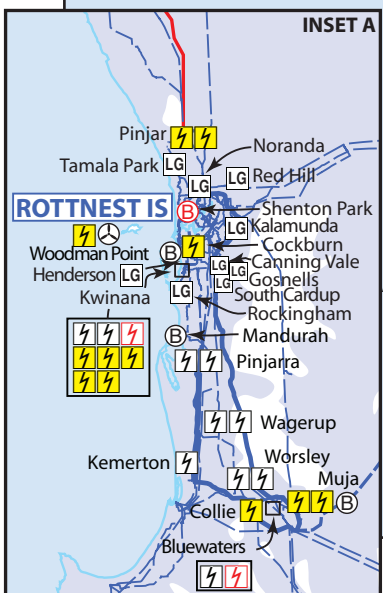 INSET A
Pinjar
Noranda
Tamala Park
LG
LG
LG
Red Hill
ROTTNEST IS
B
Shenton Park
LG
Kalamunda
Woodman Point
B
Cockburn
Henderson
LG
LG
Canning Vale
LG
Gosnells
LG
South Cardup
Kwinana
LG
Rockingham
B
Mandurah
Pinjarra
Wagerup
Kemerton
Worsley
Muja
B
Collie
Bluewaters